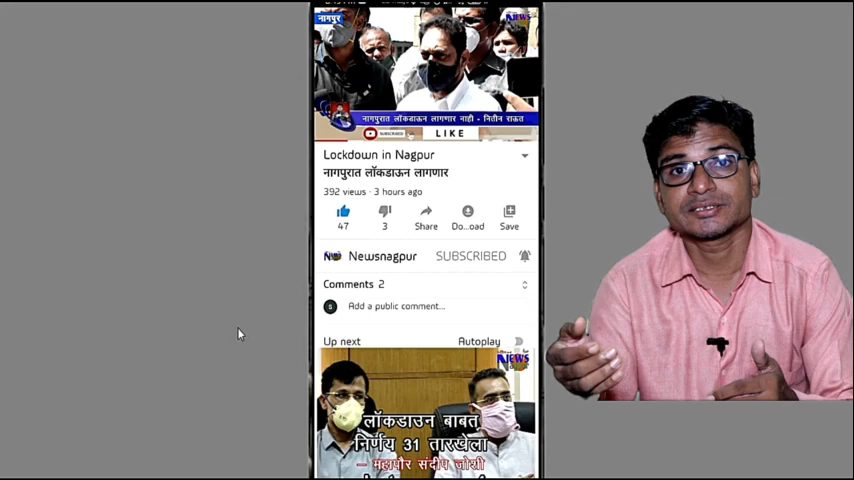 नागपुर
NEWS
नागपुरात लॉकडाऊन लागणार नाही - नितीन राऊत
SUBSCRIBED
LIKE
Lockdown in Nagpur
नागपुरात लॉकडाऊन लागणार
392 views · 3 hours ago
47
3
Share
Do...oad
Save
Newsnagpur
SUBSCRIBED
Comments 2
S
Add a public comment...
Up next
Autoplay
NEWS
लॉकडाउन बाबत
निर्णय 31 तारखेला
– महापौर संदीप जोशी